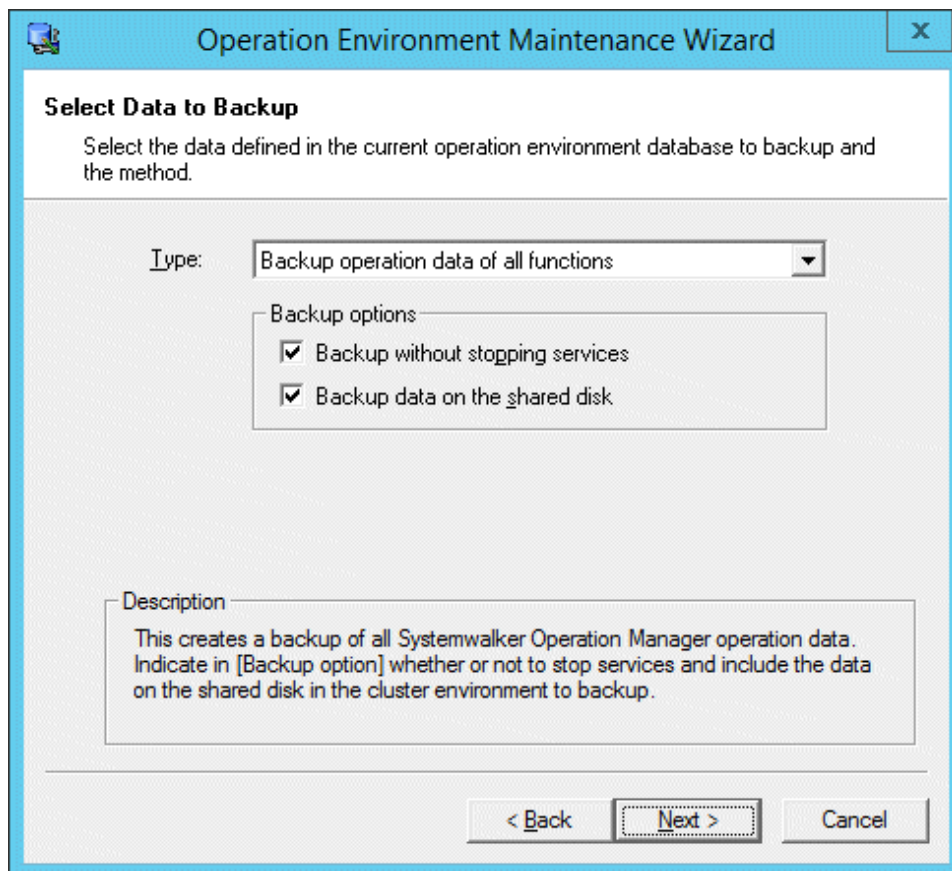 Operation Environment Maintenance Wizard
x
Select Data to Backup
Select the data defined in the current operation environment database to backup and
the method.
Type: Backup operation data of all functions
Backup options
Backup without stopping services
Backup data on the shared disk
Description
This creates a backup of all Systemwalker Operation Manager operation data.
Indicate in [Backup option] whether or not to stop services and include the data
on the shared disk in the cluster environment to backup.
< Back Next > Cancel